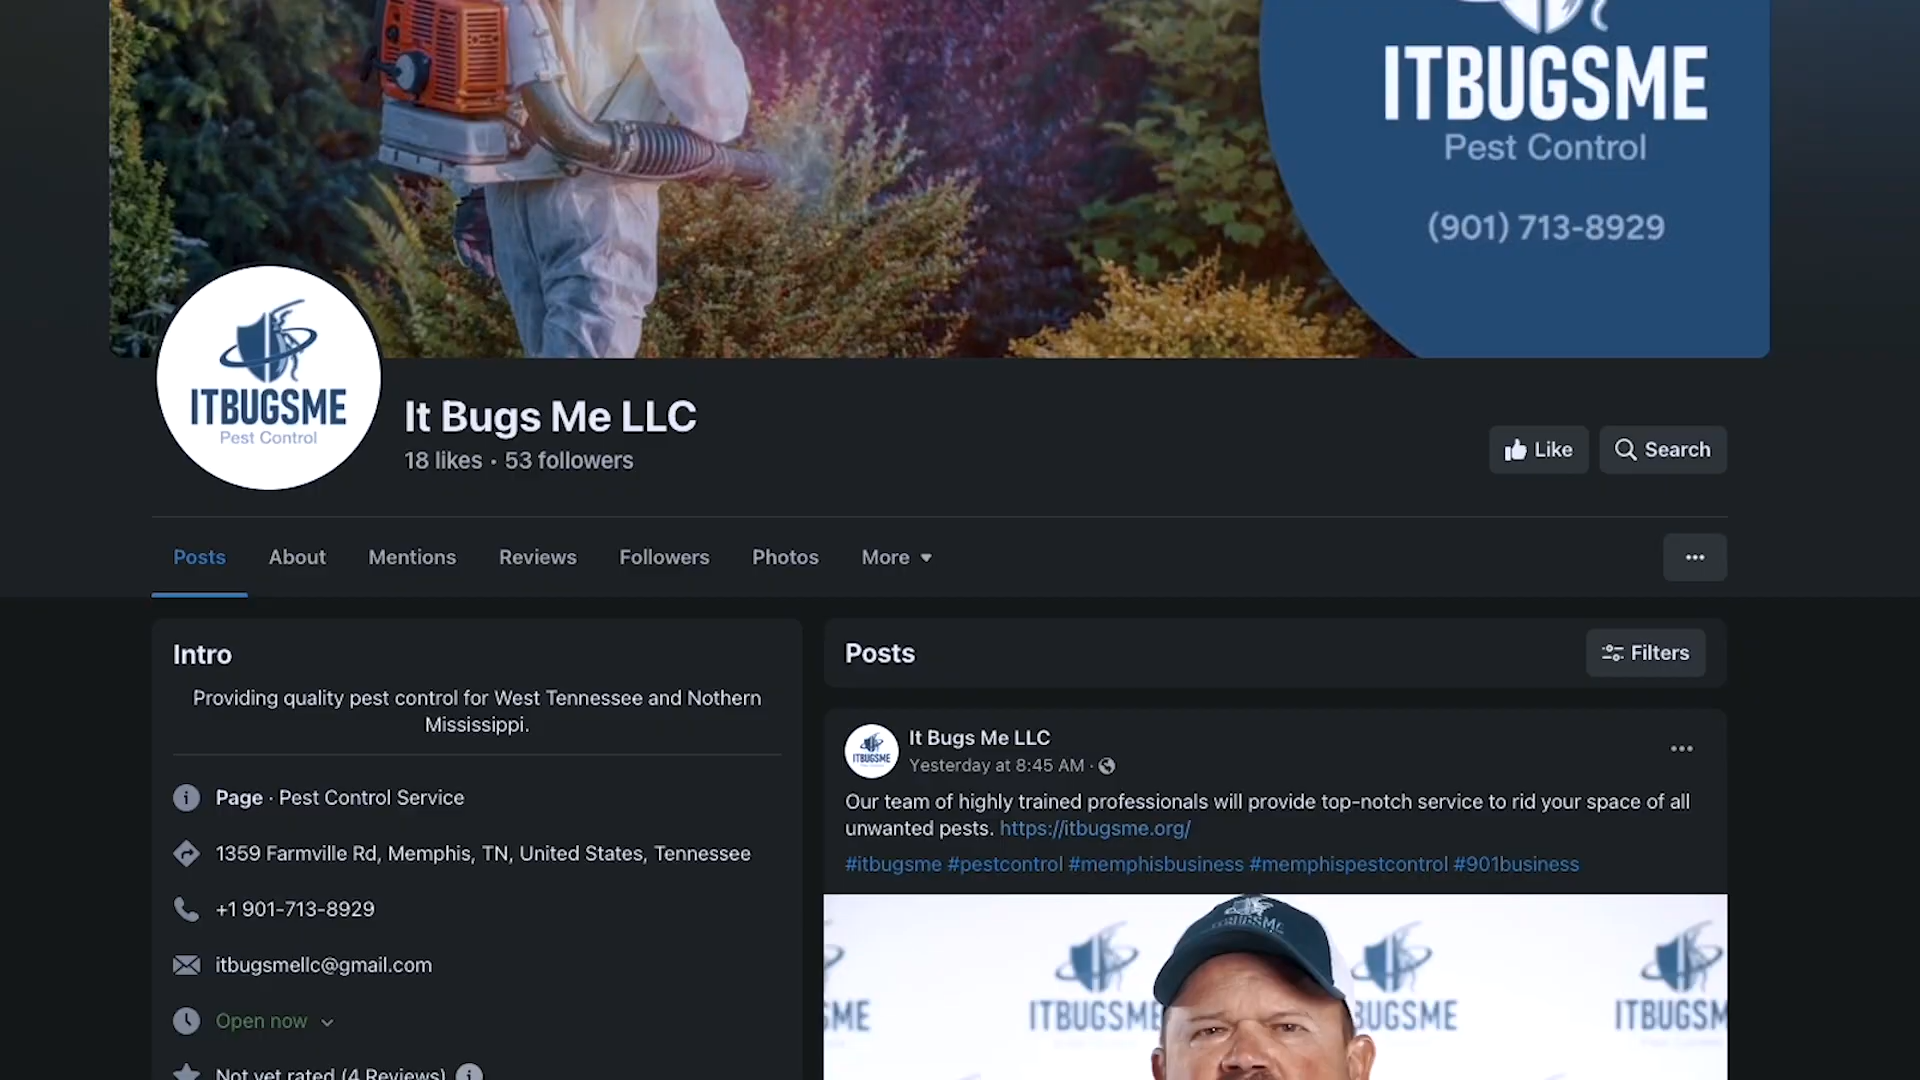 ITBUGSME
Pest Control
(901) 713-8929
ITBUGSME
Pest Control
It Bugs Me LLC
18 likes • 53 followers
Like
Search
Posts
About
Mentions
Reviews
Followers
Photos
More
Intro
Providing quality pest control for West Tennessee and Nothern
Mississippi.
Page · Pest Control Service
1359 Farmville Rd, Memphis, TN, United States, Tennessee
+1 901-713-8929
itbugsmellc@gmail.com
Open now
Not yet rated (4 Reviews)
Posts
Filters
ITBUGSME
It Bugs Me LLC
Yesterday at 8:45 AM ·
Our team of highly trained professionals will provide top-notch service to rid your space of all
unwanted pests. https://itbugsme.org/
#itbugsme #pestcontrol #memphisbusiness #memphispestcontrol #901business
ITBUGSME
SME
ITBUGSME
BUGSME
ITBUGSM